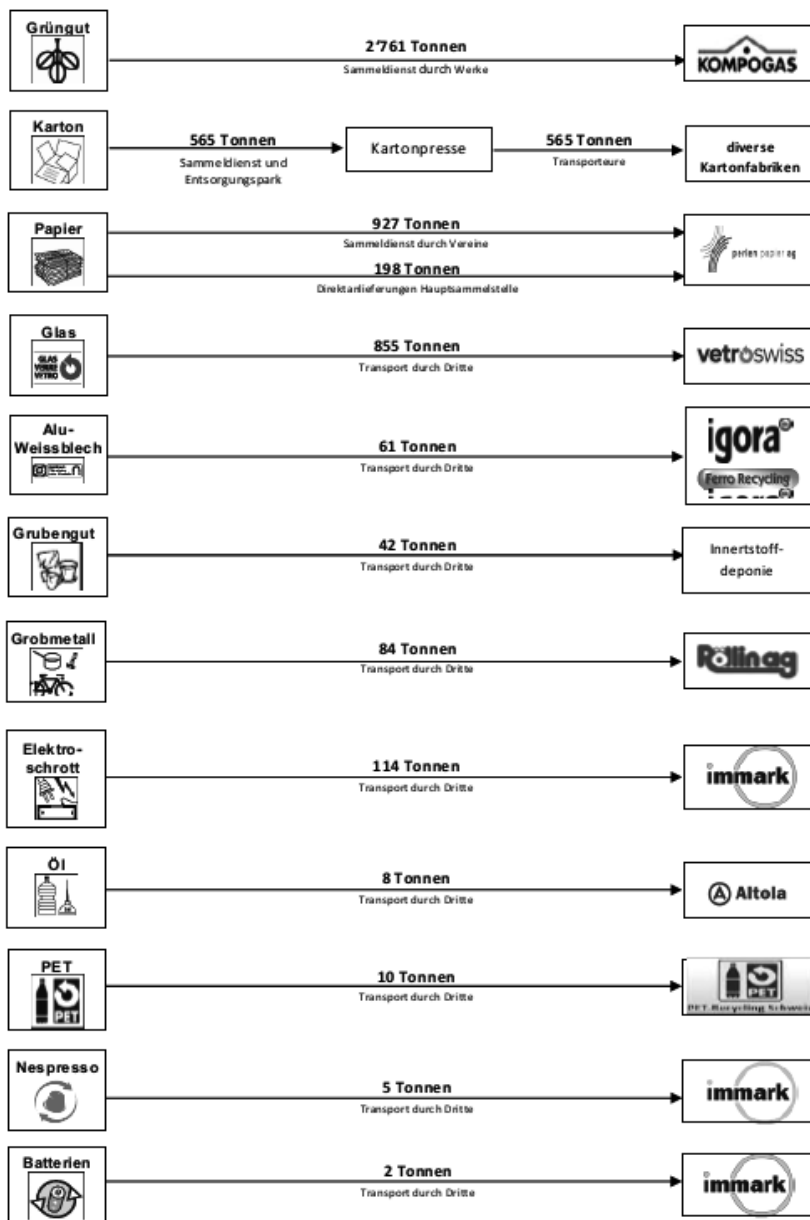 Grüngut
2'761 Tonnen
Sammeldienst durch Werke
KOMPOGAS
Karton
565 Tonnen
Sammeldienst und
Entsorgungspark
Kartonpresse
565 Tonnen
Transporteure
diverse
Kartonfabriken
Papier
927 Tonnen
Sammeldienst durch Vereine
198 Tonnen
Direktanlieferungen Hauptsammelstelle
perlen papier ag
Glas
GLAS
VERRE
VETRO
855 Tonnen
Transport durch Dritte
vetroswiss
Alu-
Weissblech
61 Tonnen
Transport durch Dritte
igora
Ferro Recycling
Grubengut
42 Tonnen
Transport durch Dritte
Innertstoff-
deponie
Grobmetall
84 Tonnen
Transport durch Dritte
Röllin ag
Elektro-
schrott
114 Tonnen
Transport durch Dritte
immark
Öl
8 Tonnen
Transport durch Dritte
A Altola
PET
PET
10 Tonnen
Transport durch Dritte
PET
PET-Recycling Schweiz
Nespresso
5 Tonnen
Transport durch Dritte
immark
Batterien
2 Tonnen
Transport durch Dritte
immark